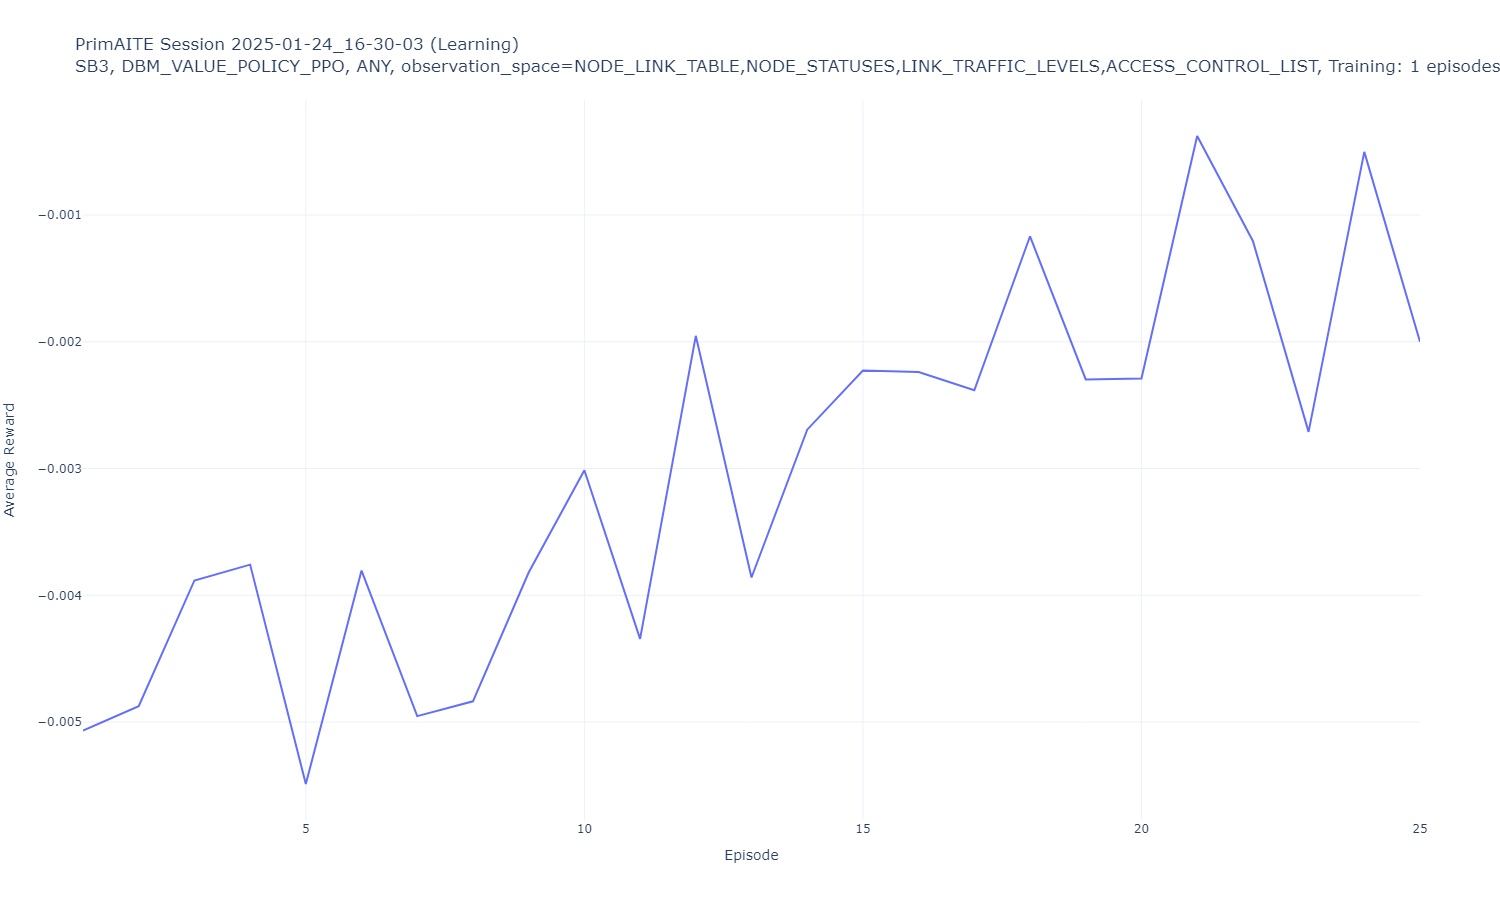 PrimAITE Session 2025-01-24_16-30-03 (Learning)
SB3, DBM_VALUE_POLICY_PPO, ANY, observation_space=NODE_LINK_TABLE,NODE_STATUSES,LINK_TRAFFIC_LEVELS,ACCESS_CONTROL_LIST, Training: 1 episodes
−0.001
−0.002
−0.003
−0.004
−0.005
Average Reward
5
10
15
20
25
Episode